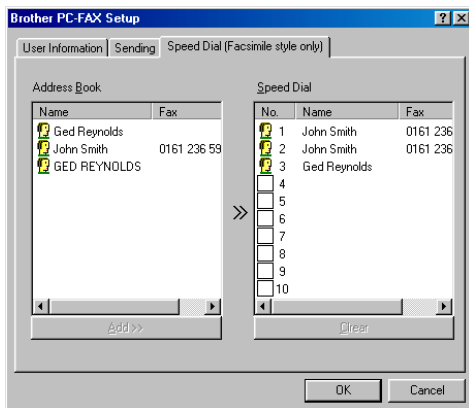 Brother PC-FAX Setup
User Information Sending Speed Dial (Facsimile style only)
Address Book
Name Fax
Ged Reynolds
John Smith 0161 236 59
GED REYNOLDS
Add >>
Speed Dial
No. Name Fax
1 John Smith 0161 236
2 John Smith 0161 236
3 Ged Reynolds
4
5
6
7
8
9
10
Clrear
OK Cancel